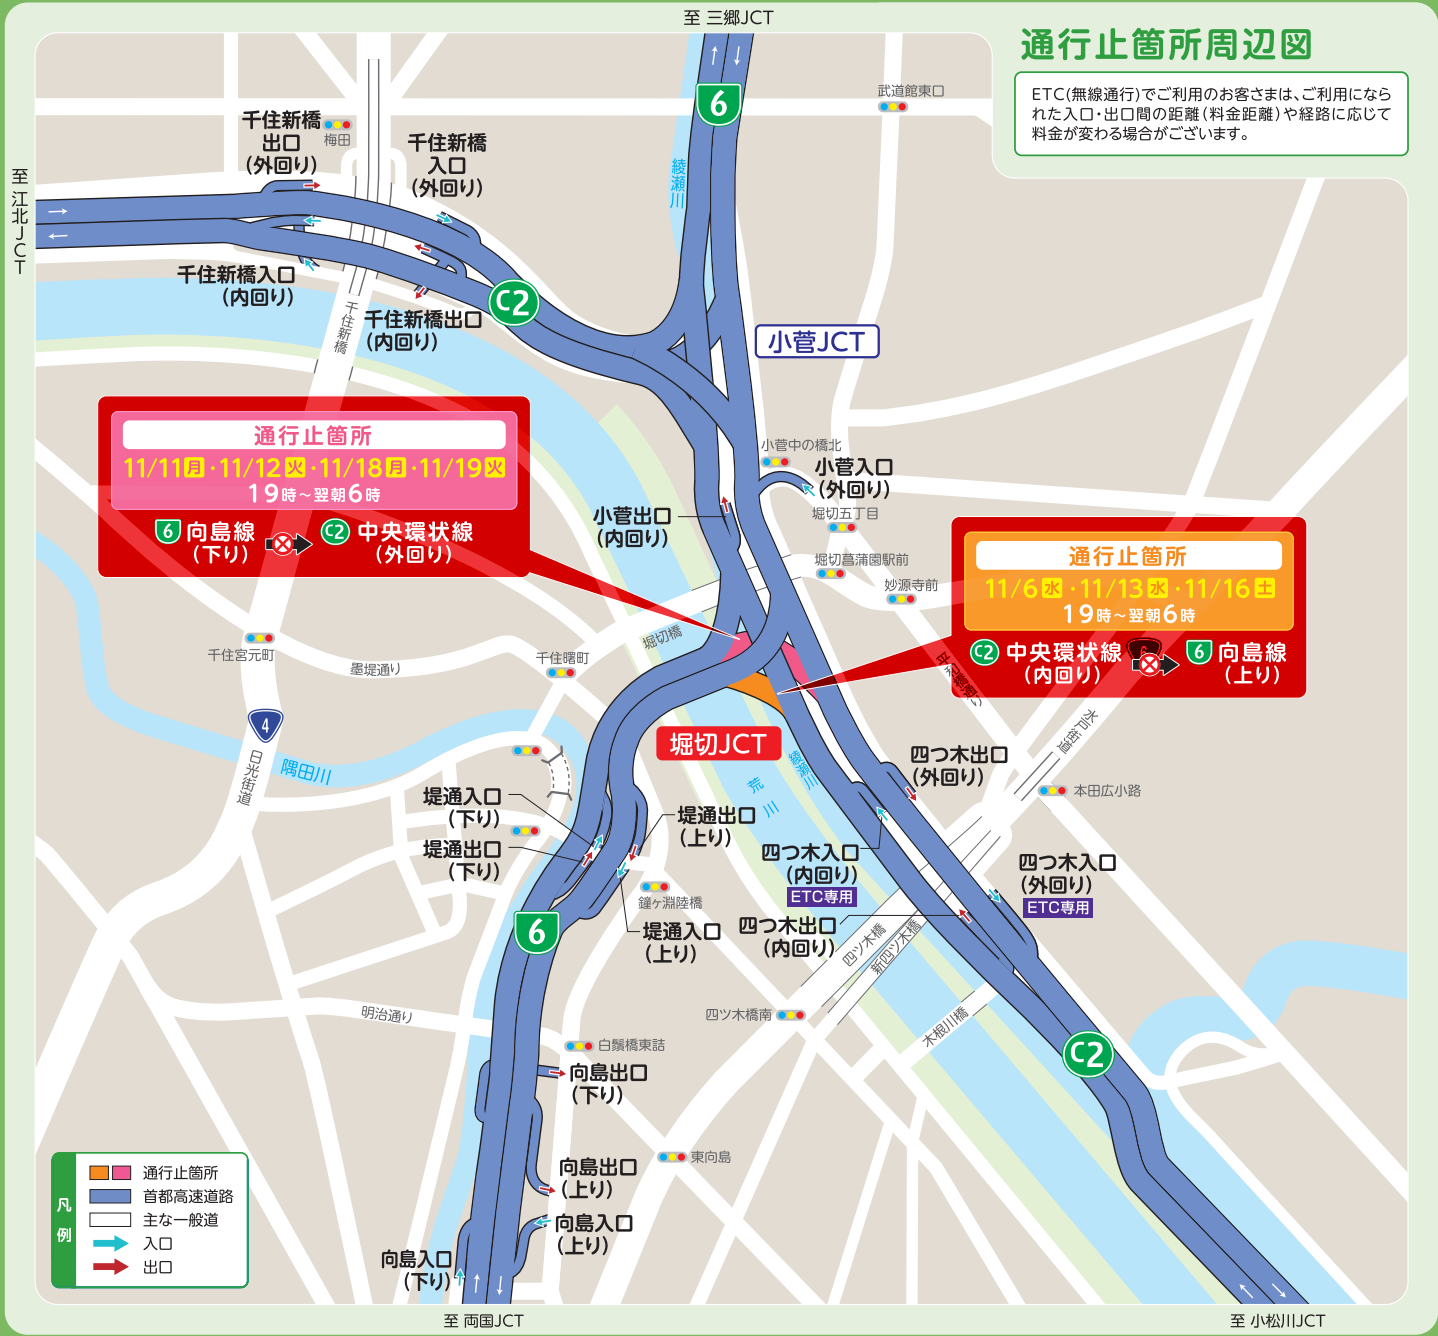 至 三郷JCT
通行止箇所周辺図
ETC(無線通行)でご利用のお客さまは、ご利用になら
れた入口・出口間の距離(料金距離)や経路に応じて
料金が変わる場合がございます。
6
武道館東口
千住新橋
出口
(外回り)
梅田
千住新橋
入口
(外回り)
綾瀬川
至 江北JCT
千住新橋入口
(内回り)
C2
千住新橋
千住新橋出口
(内回り)
小菅JCT
通行止箇所
11/11月・11/12火・11/18月・11/19火
19時～翌朝6時
6 向島線
(下り)
C2 中央環状線
(外回り)
小菅中の橋北
小菅入口
(外回り)
小菅出口
(内回り)
堀切五丁目
堀切菖蒲園駅前
妙源寺前
通行止箇所
11/6水・11/13水・11/16土
19時～翌朝6時
C2 中央環状線
(内回り)
6 向島線
(上り)
堀切橋
千住宮元町
墨堤通り
千住曙町
4
日光街道
隅田川
堀切JCT
荒川
綾瀬川
水戸街道
四つ木出口
(外回り)
本田広小路
堤通入口
(下り)
堤通出口
(下り)
堤通出口
(上り)
四つ木入口
(内回り)
ETC専用
四つ木入口
(外回り)
ETC専用
鐘ヶ淵陸橋
堤通入口
(上り)
四つ木出口
(内回り)
四ツ木橋
新四ツ木橋
6
明治通り
四ツ木橋南
木根川橋
白鬚橋東詰
C2
向島出口
(下り)
東向島
向島出口
(上り)
向島入口
(上り)
向島入口
(下り)
凡例
通行止箇所
首都高速道路
主な一般道
入口
出口
至 両国JCT
至 小松川JCT